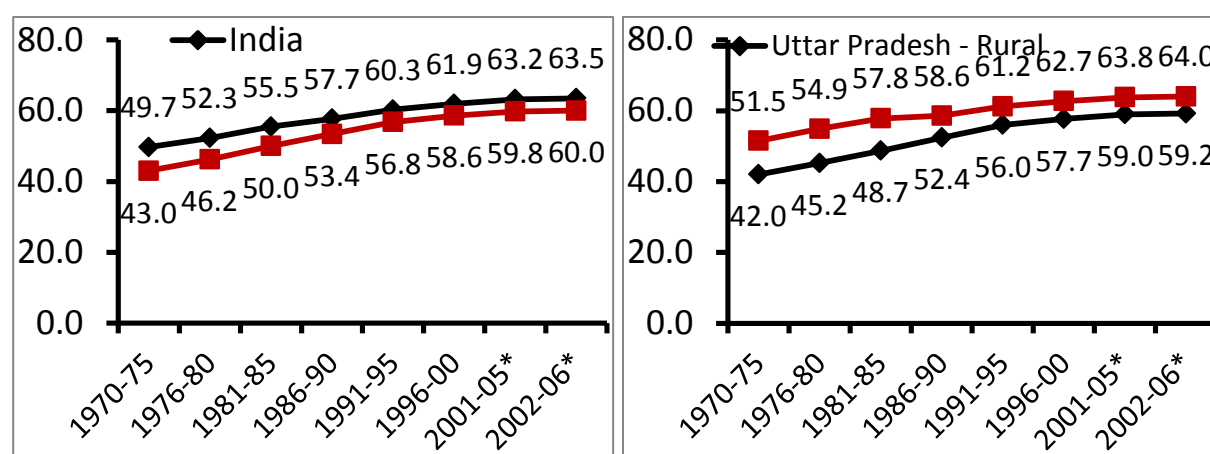 80.0
60.0
40.0
20.0
0.0
India
49.7 52.3 55.5 57.7 60.3 61.9 63.2 63.5
43.0 46.2 50.0 53.4 56.8 58.6 59.8 60.0
1970-75 1976-80 1981-85 1986-90 1991-95 1996-00 2001-05* 2002-06*
80.0
60.0
40.0
20.0
0.0
Uttar Pradesh - Rural
51.5 54.9 57.8 58.6 61.2 62.7 63.8 64.0
42.0 45.2 48.7 52.4 56.0 57.7 59.0 59.2
1970-75 1976-80 1981-85 1986-90 1991-95 1996-00 2001-05* 2002-06*